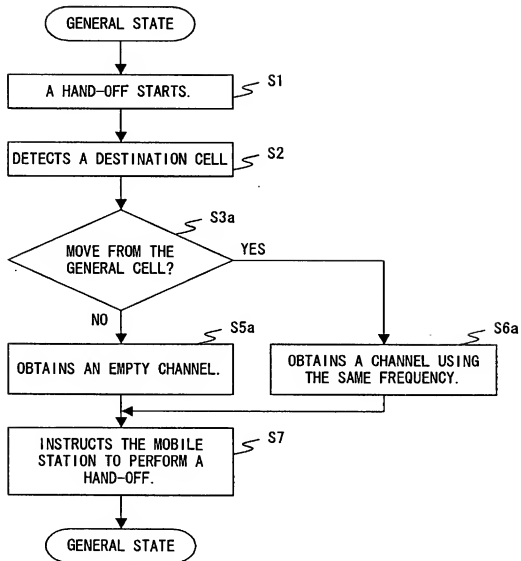 GENERAL STATE
A HAND-OFF STARTS.
S1
DETECTS A DESTINATION CELL
S2
S3a
MOVE FROM THE
GENERAL CELL?
YES
NO
S5a
OBTAINS AN EMPTY CHANNEL.
S6a
OBTAINS A CHANNEL USING
THE SAME FREQUENCY.
INSTRUCTS THE MOBILE
STATION TO PERFORM A
HAND-OFF.
S7
GENERAL STATE